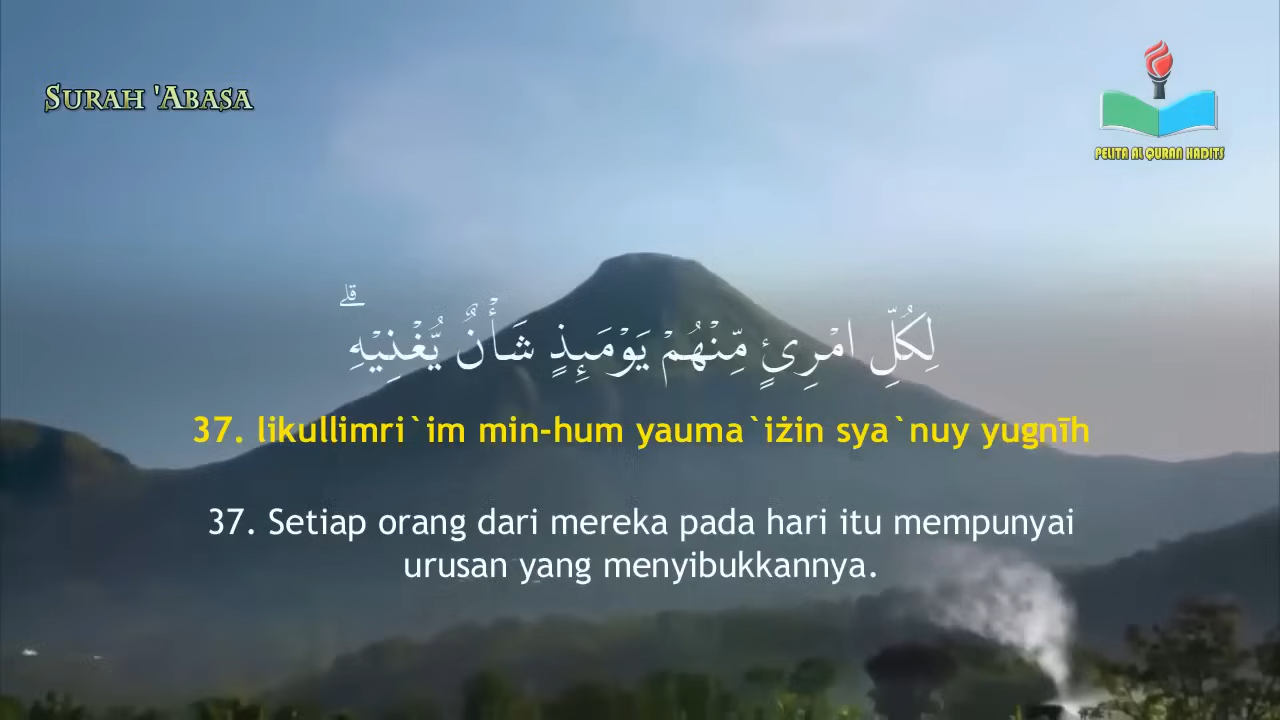 SURAH 'ABASA
PELITA AL QURAN HADITS
لِكُلِّ امْرِئٍ مِّنْهُمْ يَوْمَىِٕذٍ شَأْنٌ يُّغْنِيْهِۗ
37. likullimri`im min-hum yauma`iżin sya`nuy yugnīh
37. Setiap orang dari mereka pada hari itu mempunyai
urusan yang menyibukkannya.